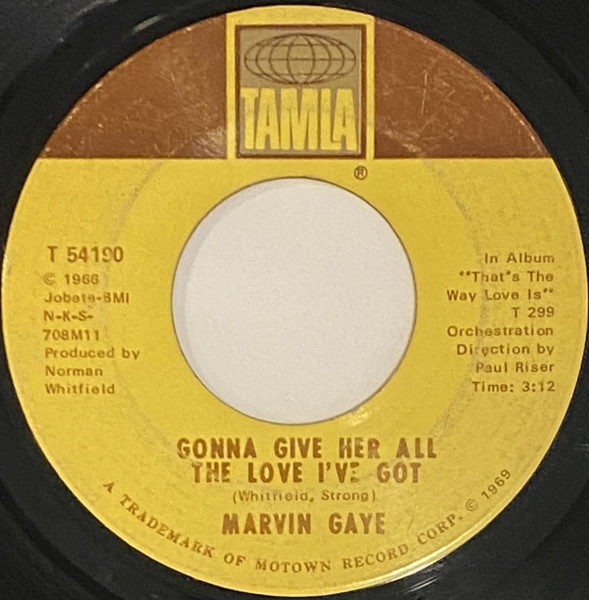 TAMLA
®
T 54190
© 1966
Jobete-BMI
N-K-S-
708M11
Produced by
Norman
Whitfield
In Album
"That's The
Way Love Is"
T 299
Orchestration
Direction by
Paul Riser
Time: 3:12
GONNA GIVE HER ALL
THE LOVE I'VE GOT
(Whitfield, Strong)
MARVIN GAYE
A TRADEMARK OF MOTOWN RECORD CORP. © 1969